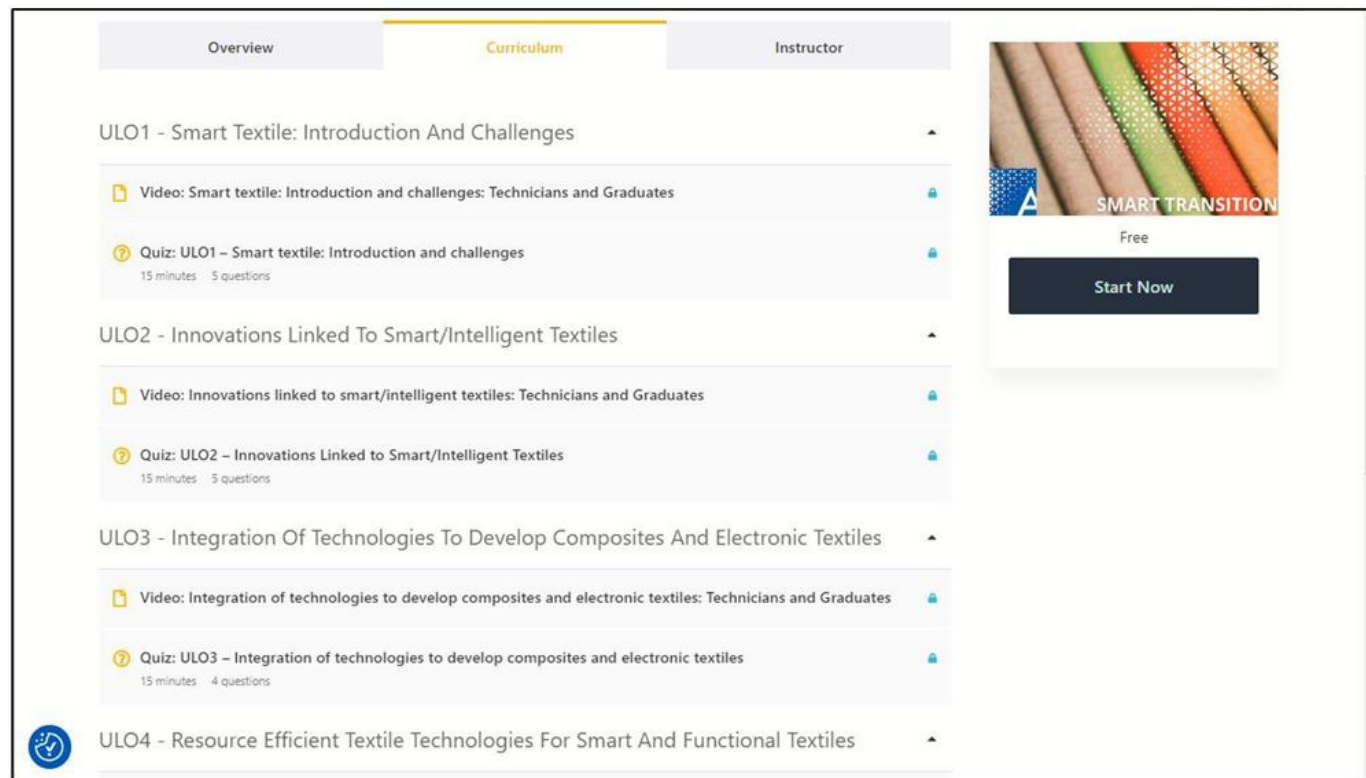 Overview
Curriculum
Instructor
ULO1 - Smart Textile: Introduction And Challenges
Video: Smart textile: Introduction and challenges: Technicians and Graduates
Quiz: ULO1 – Smart textile: Introduction and challenges
15 minutes 5 questions
ULO2 - Innovations Linked To Smart/Intelligent Textiles
Video: Innovations linked to smart/intelligent textiles: Technicians and Graduates
Quiz: ULO2 – Innovations Linked to Smart/Intelligent Textiles
15 minutes 5 questions
ULO3 - Integration Of Technologies To Develop Composites And Electronic Textiles
Video: Integration of technologies to develop composites and electronic textiles: Technicians and Graduates
Quiz: ULO3 – Integration of technologies to develop composites and electronic textiles
15 minutes 4 questions
ULO4 - Resource Efficient Textile Technologies For Smart And Functional Textiles
A
SMART TRANSITION
Free
Start Now